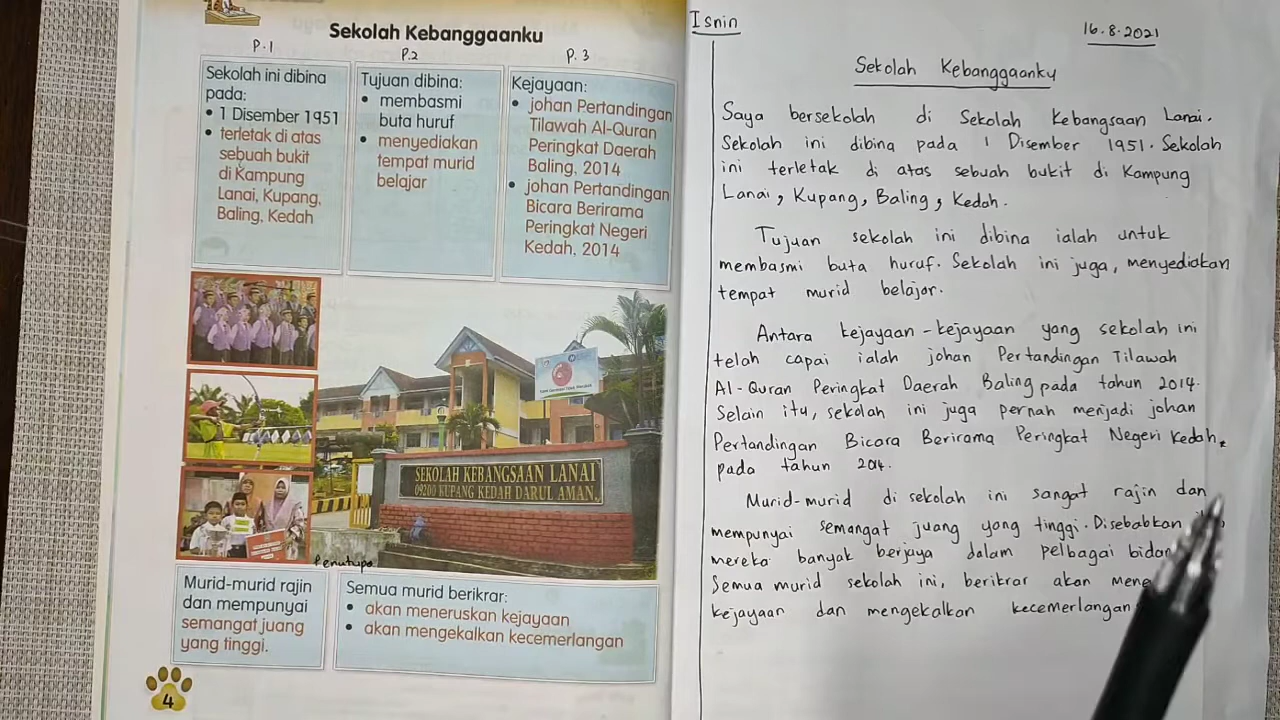 Sekolah Kebanggaanku
P.1
P.2
P.3
Sekolah ini dibina
pada:
• 1 Disember 1951
• terletak di atas
sebuah bukit
di Kampung
Lanai, Kupang,
Baling, Kedah
Tujuan dibina:
• membasmi
buta huruf
• menyediakan
tempat murid
belajar
Kejayaan:
• johan Pertandingan
Tilawah Al-Quran
Peringkat Daerah
Baling, 2014
• johan Pertandingan
Bicara Berirama
Peringkat Negeri
Kedah, 2014
SEKOLAH KEBANGSAAN LANAI
09200 KUPANG KEDAH DARUL AMAN.
Penutup
Murid-murid rajin
dan mempunyai
semangat juang
yang tinggi.
Semua murid berikrar:
• akan meneruskan kejayaan
• akan mengekalkan kecemerlangan
4
Isnin
16.8.2021
Sekolah Kebanggaanku
Saya bersekolah di Sekolah Kebangsaan Lanai.
Sekolah ini dibina pada 1 Disember 1951. Sekolah
ini terletak di atas sebuah bukit di Kampung
Lanai, Kupang, Baling, Kedah.
Tujuan sekolah ini dibina ialah untuk
membasmi buta huruf. Sekolah ini juga, menyediakan
tempat murid belajar.
Antara kejayaan-kejayaan yang sekolah ini
telah capai ialah johan Pertandingan Tilawah
Al-Quran Peringkat Daerah Baling pada tahun 2014.
Selain itu, sekolah ini juga pernah menjadi johan
Pertandingan Bicara Berirama Peringkat Negeri Kedah
pada tahun 2014.
Murid-murid di sekolah ini sangat rajin dan
mempunyai semangat juang yang tinggi. Disebabkan
mereka banyak berjaya dalam pelbagai
Semua murid sekolah ini, berikrar akan
kejayaan dan mengekalkan kecemerlangan